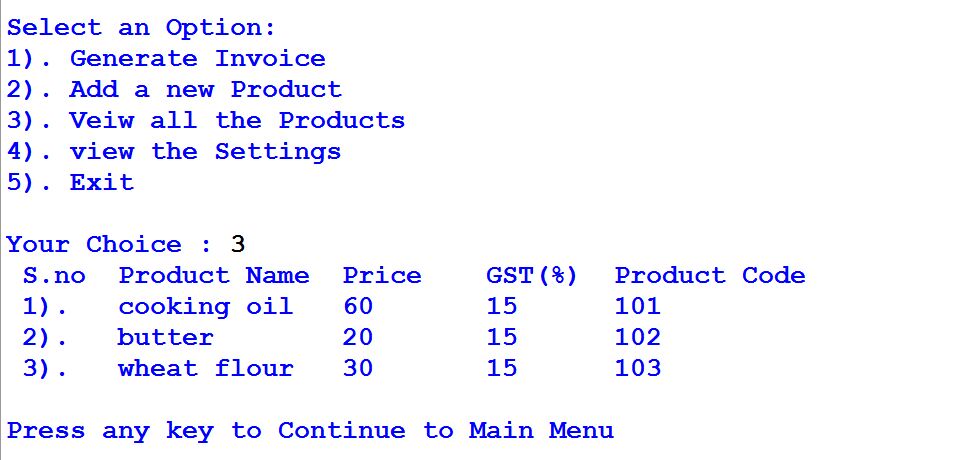 Select an Option:
1). Generate Invoice
2). Add a new Product
3). Veiw all the Products
4). view the Settings
5). Exit
Your Choice : 3
S.no Product Name Price GST(%) Product Code
1). cooking oil 60 15 101
2). butter 20 15 102
3). wheat flour 30 15 103
Press any key to Continue to Main Menu